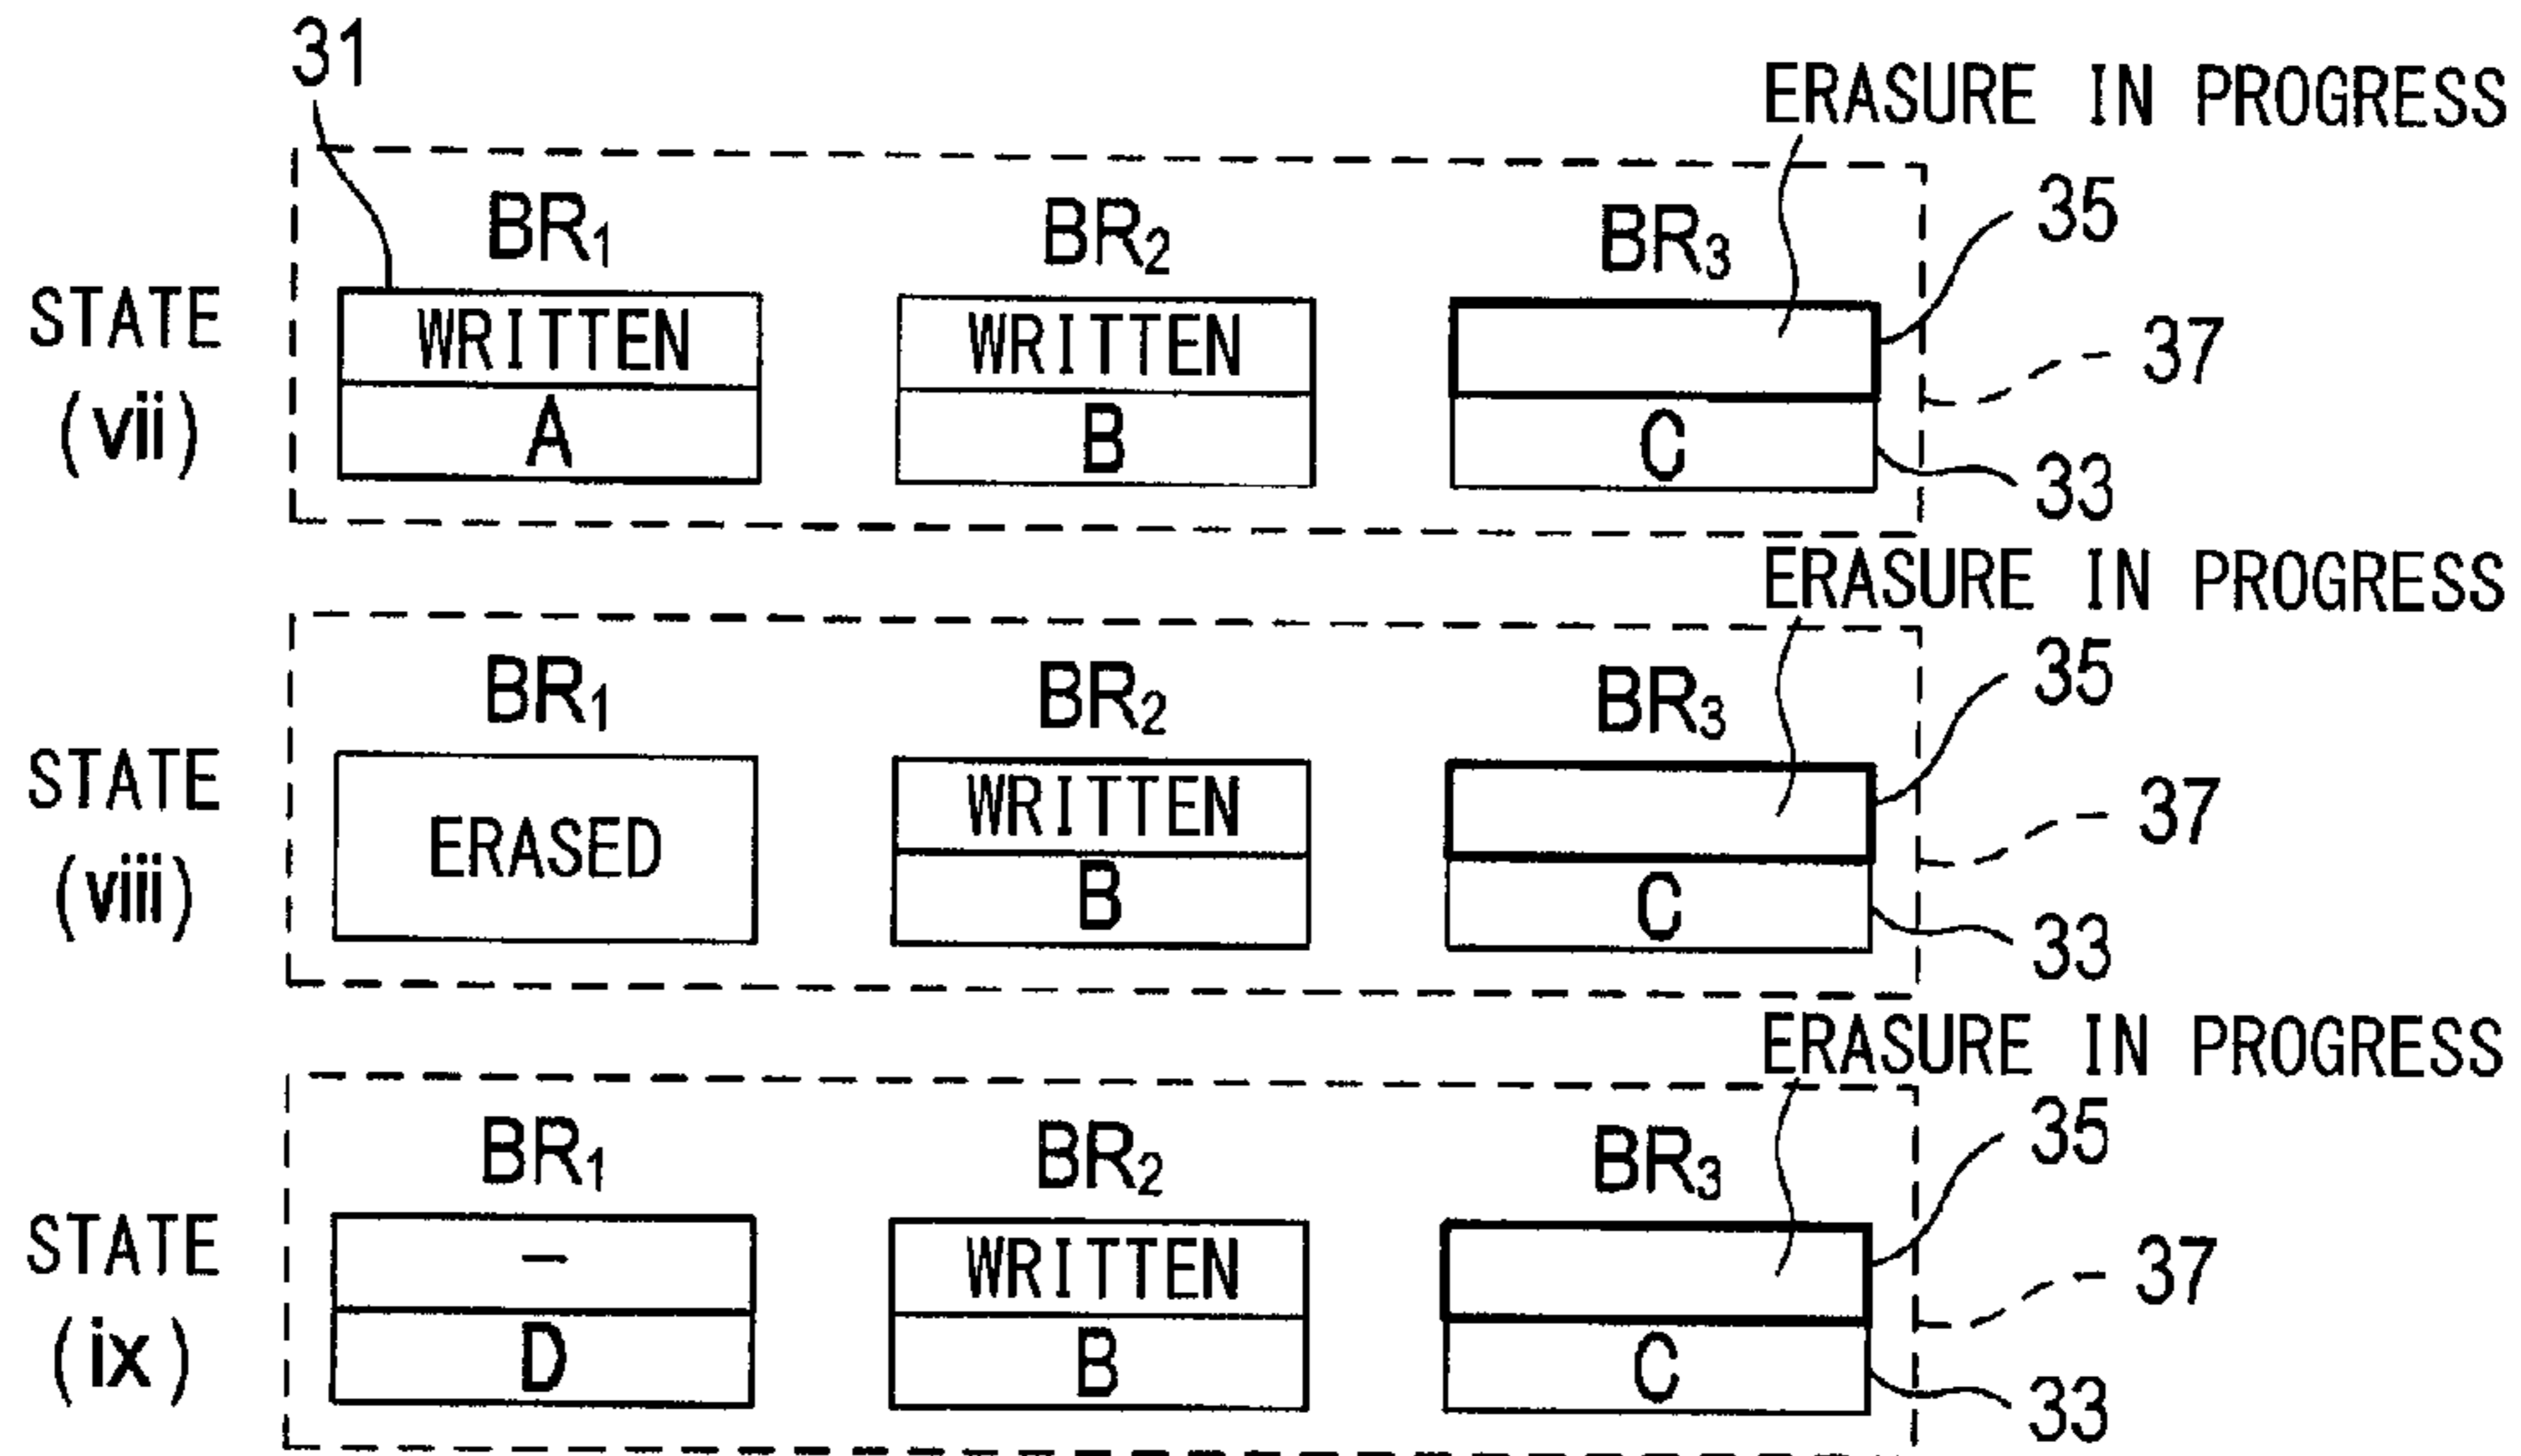 31
ERASURE IN PROGRESS
BR1 BR2 BR3 35
STATE (vii)
WRITTEN WRITTEN
37
A B C
33
ERASURE IN PROGRESS
BR1 BR2 BR3 35
STATE (viii)
ERASED
WRITTEN
37
B C
33
ERASURE IN PROGRESS
BR1 BR2 BR3 35
STATE (ix)
– WRITTEN
37
D B C
33